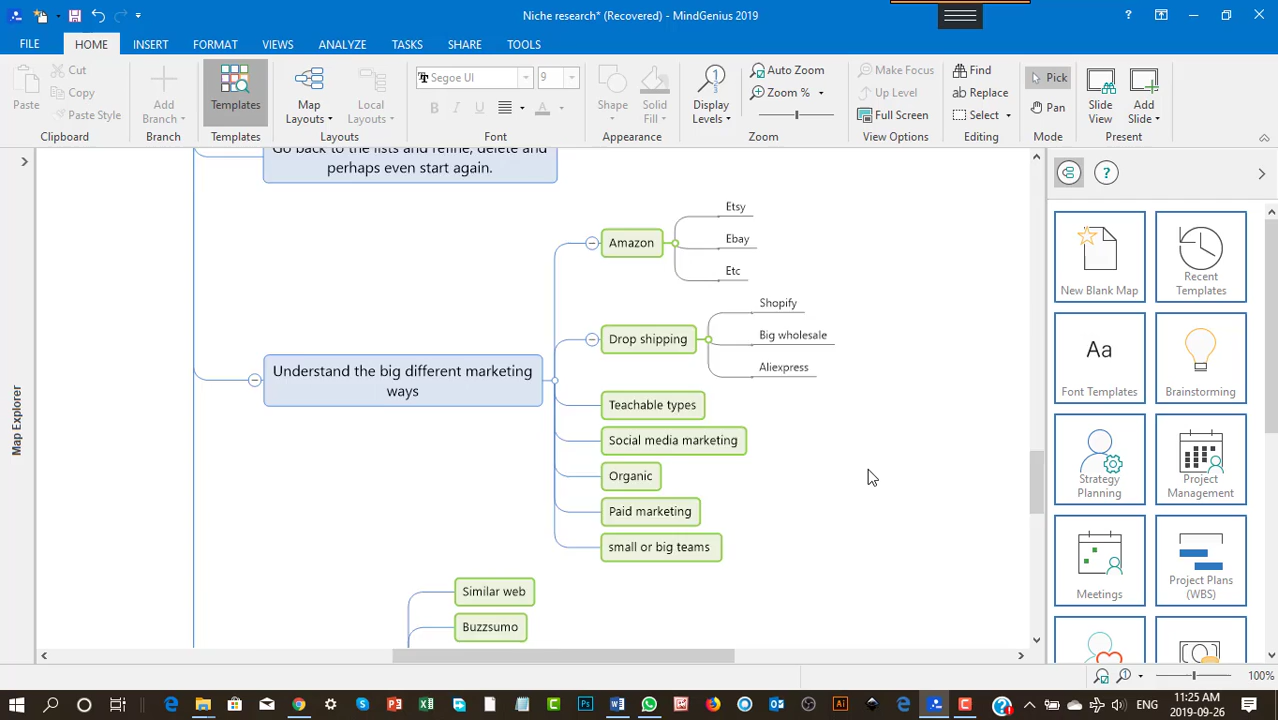 Niche research* (Recovered) - MindGenius 2019
FILE
HOME
INSERT
FORMAT
VIEWS
ANALYZE
TASKS
SHARE
TOOLS
Paste
Cut
Copy
Paste Style
Clipboard
Add
Branch
Branch
Templates
Templates
Map
Layouts
Local
Layouts
Layouts
Segoe UI
9
B
I
U
A
Font
Shape
Solid
Fill
Appearance
Display
Levels
Auto Zoom
Zoom %
Zoom
Make Focus
Up Level
Full Screen
View Options
Find
Replace
Select
Editing
Pick
Pan
Mode
Slide
View
Add
Slide
Present
Map Explorer
Go back to the lists and refine, delete and
perhaps even start again.
Understand the big different marketing
ways
Amazon
Etsy
Ebay
Etc
Drop shipping
Shopify
Big wholesale
Aliexpress
Teachable types
Social media marketing
Organic
Paid marketing
small or big teams
Similar web
Buzzsumo
New Blank Map
Recent
Templates
Aa
Font Templates
Brainstorming
Strategy
Planning
Project
Management
Meetings
Project Plans
(WBS)
100%
ENG
11:25 AM
2019-09-26